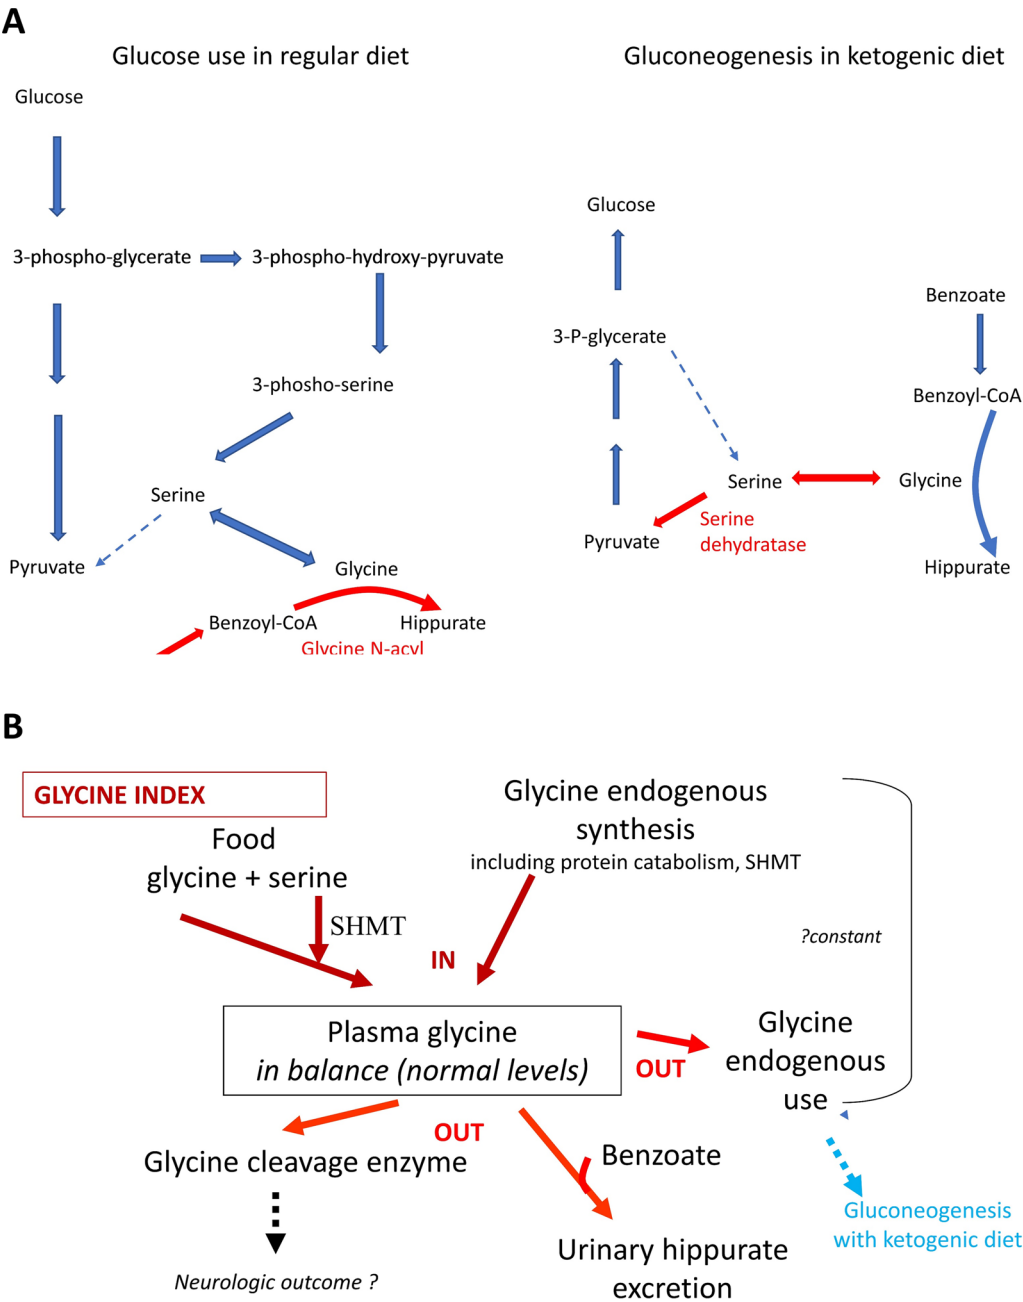 A
Glucose use in regular diet
Gluconeogenesis in ketogenic diet
Glucose
3-phospho-glycerate
3-phospho-hydroxy-pyruvate
3-phosho-serine
Serine
Pyruvate
Glycine
Benzoyl-CoA
Hippurate
Glycine N-acyl
Glucose
3-P-glycerate
Benzoate
Benzoyl-CoA
Serine
Glycine
Serine
dehydratase
Pyruvate
Hippurate
B
GLYCINE INDEX
Food
glycine + serine
SHMT
Glycine endogenous
synthesis
including protein catabolism, SHMT
?constant
IN
Plasma glycine
in balance (normal levels)
OUT
Glycine
endogenous
use
OUT
Glycine cleavage enzyme
Benzoate
Gluconeogenesis
with ketogenic diet
Urinary hippurate
excretion
Neurologic outcome ?